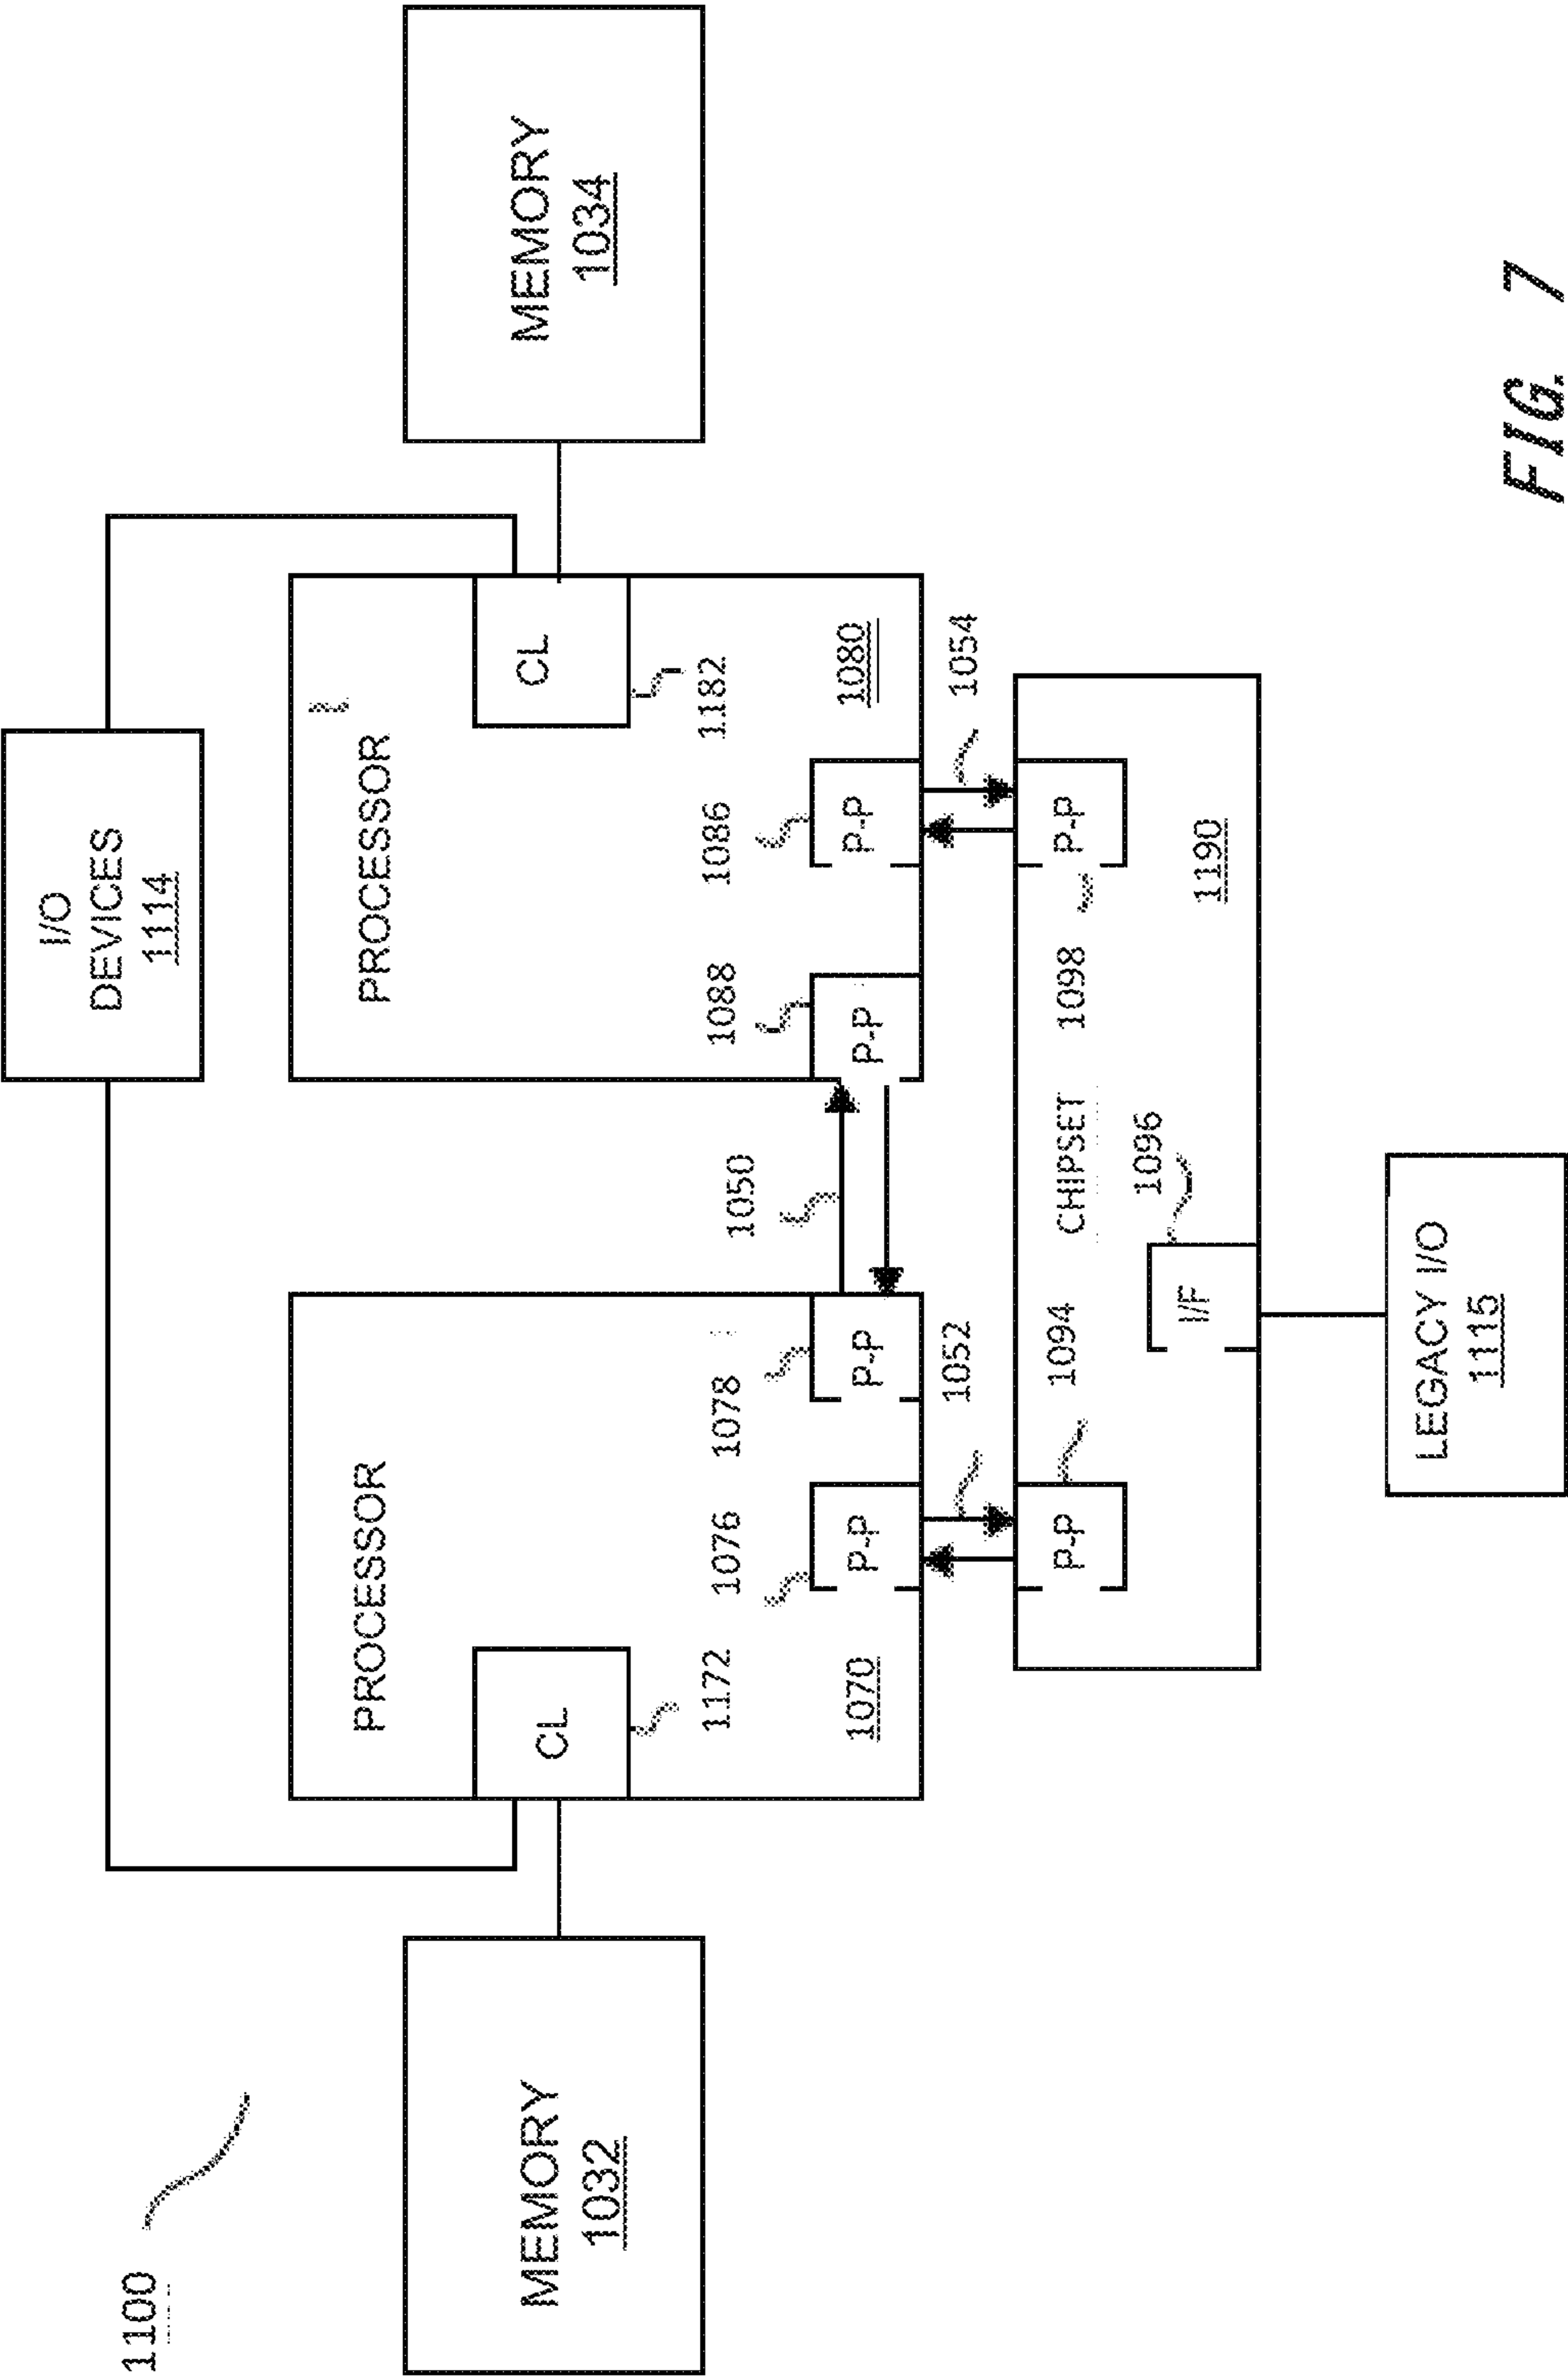 1100
I/O
DEVICES
1114
MEMORY
1032
PROCESSOR
CL
1172
1070
1076
P-P
1078
P-P
1050
PROCESSOR
CL
1182
1080
1088
P-P
1086
P-P
MEMORY
1034
1052
1054
P-P
1094
CHIPSET
1098
P-P
1096
I/F
1190
LEGACY I/O
1115
FIG. 7